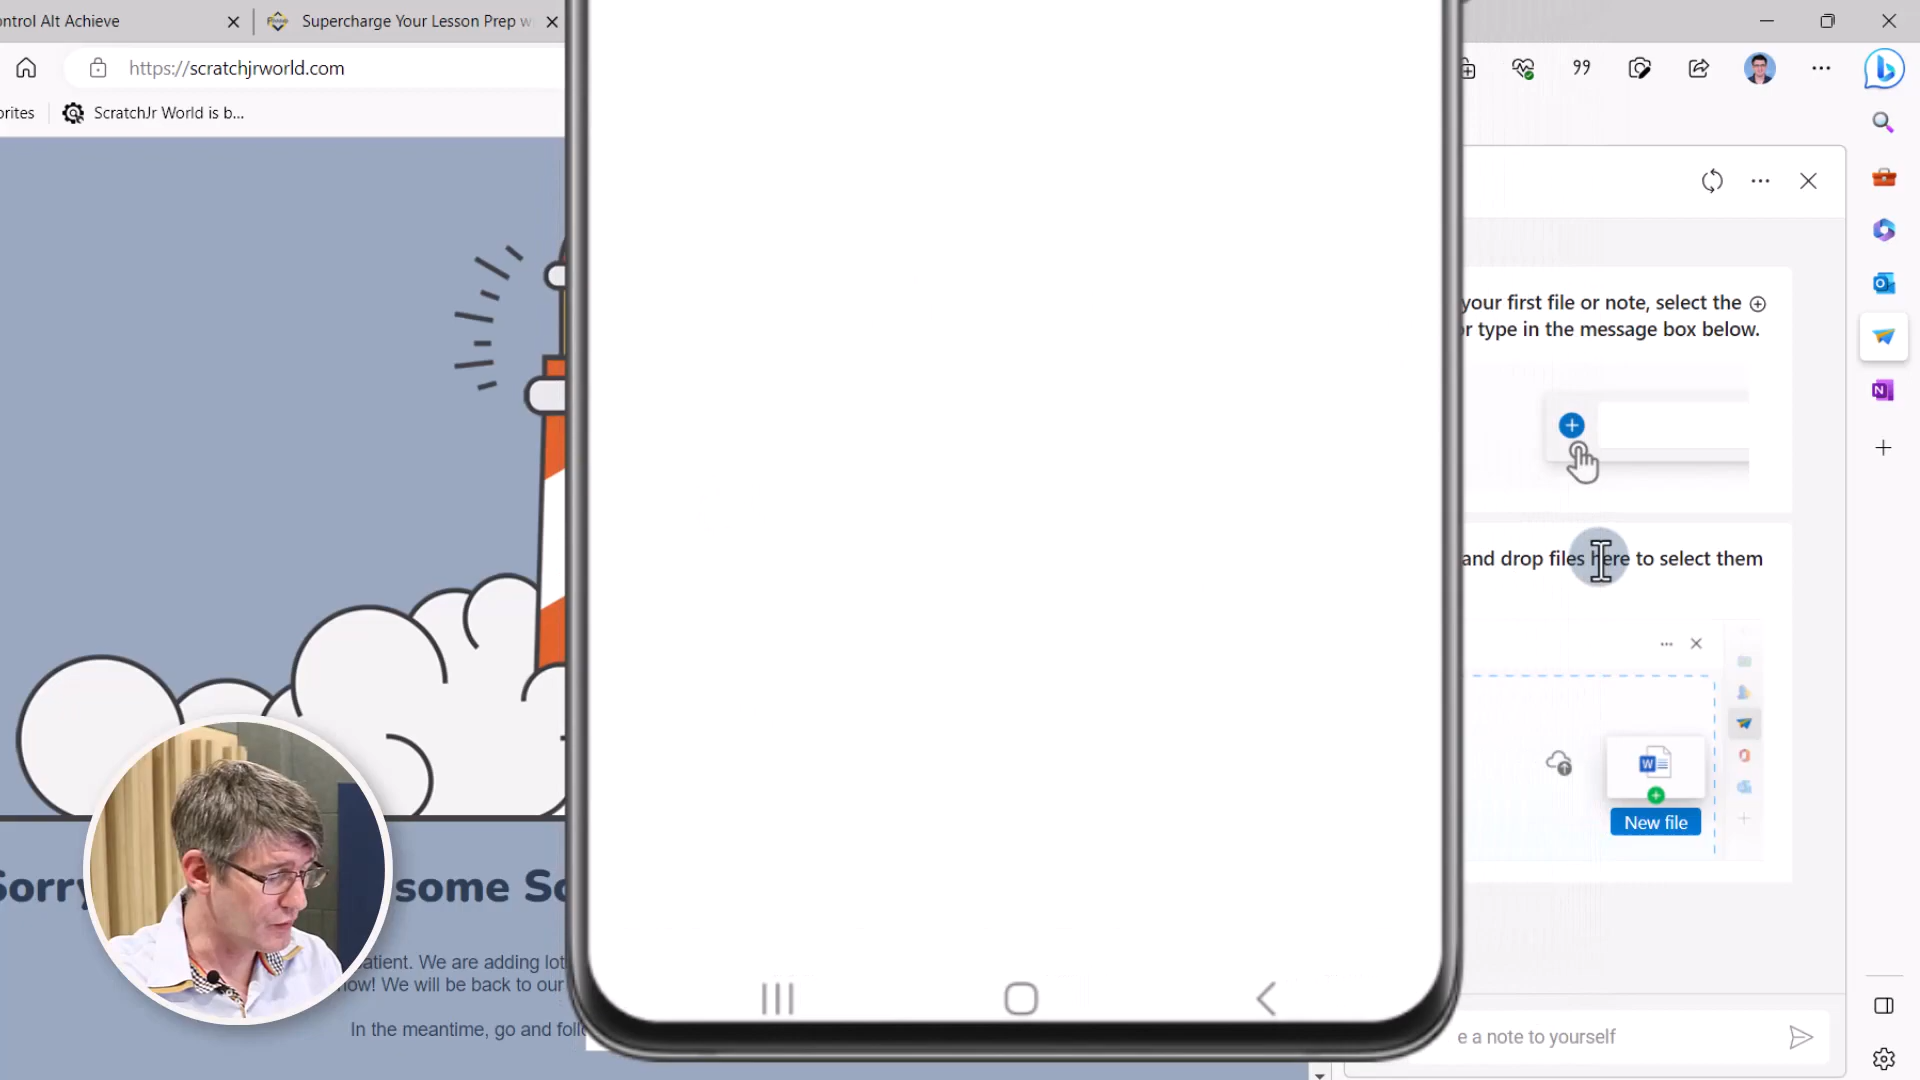 ntrol Alt Achieve
Supercharge Your Lesson Prep w
https://scratchjrworld.com
orites
ScratchJr World is b...
your first file or note, select the
or type in the message box below.
and drop files here to select them
New file
Sorry
some Sc
atient. We are adding lot
now! We will be back to our
In the meantime, go and foll
e a note to yourself